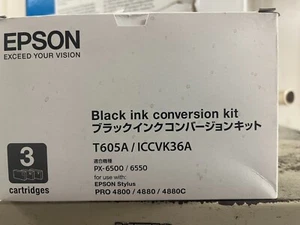 EPSON
EXCEED YOUR VISION
Black ink conversion kit
ブラックインクコンバージョンキット
T605A / ICCVK36A
適合機種
PX-6500 / 6550
for use with:
EPSON Stylus
PRO 4800 / 4880 / 4880C
3
cartridges